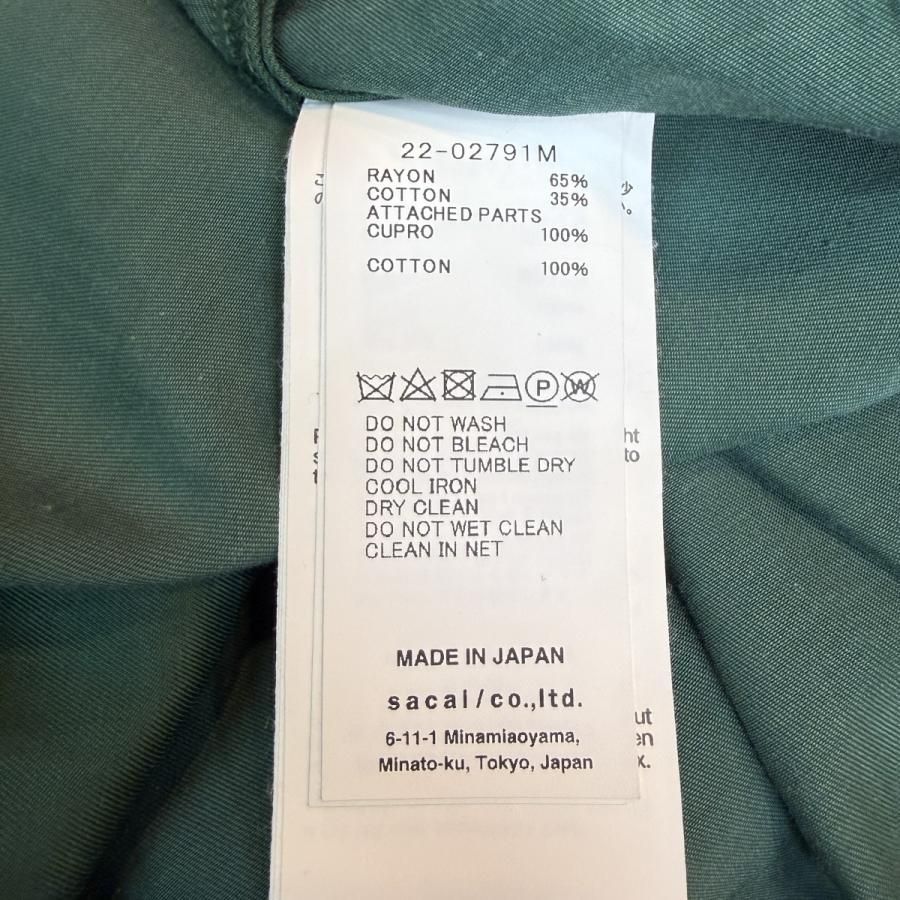 22-02791M
RAYON 65%
COTTON 35%
ATTACHED PARTS
CUPRO 100%
COTTON 100%
P W
DO NOT WASH
DO NOT BLEACH
DO NOT TUMBLE DRY
COOL IRON
DRY CLEAN
DO NOT WET CLEAN
CLEAN IN NET
MADE IN JAPAN
sacai/co.,ltd.
6-11-1 Minamiaoyama,
Minato-ku, Tokyo, Japan